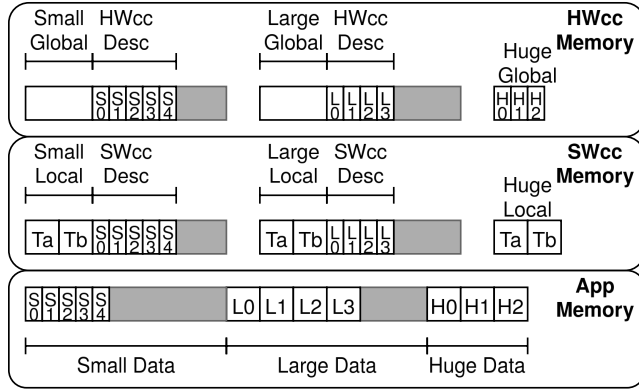 Small Global HWcc Desc Large Global HWcc Desc Huge Global HWcc Memory
S0 S1 S2 S3 S4 L0 L1 L2 L3 H0 H1 H2
Small Local SWcc Desc Large Local SWcc Desc Huge Local SWcc Memory
Ta Tb S0 S1 S2 S3 S4 Ta Tb L0 L1 L2 L3 Ta Tb
App Memory
S0 S1 S2 S3 S4 L0 L1 L2 L3 H0 H1 H2
Small Data Large Data Huge Data